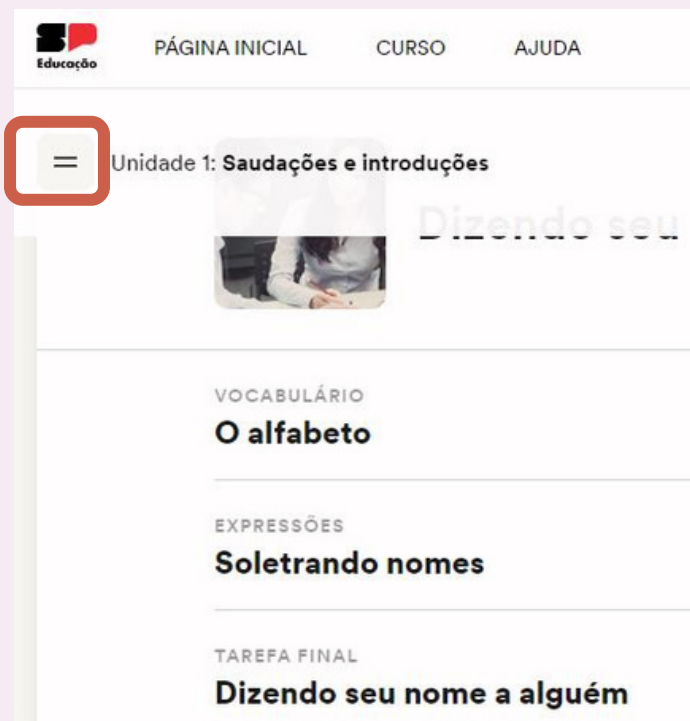 SP
Educação
PÁGINA INICIAL CURSO AJUDA
Unidade 1: Saudações e introduções
Dizendo seu
VOCABULÁRIO
O alfabeto
EXPRESSÕES
Soletrando nomes
TAREFA FINAL
Dizendo seu nome a alguém